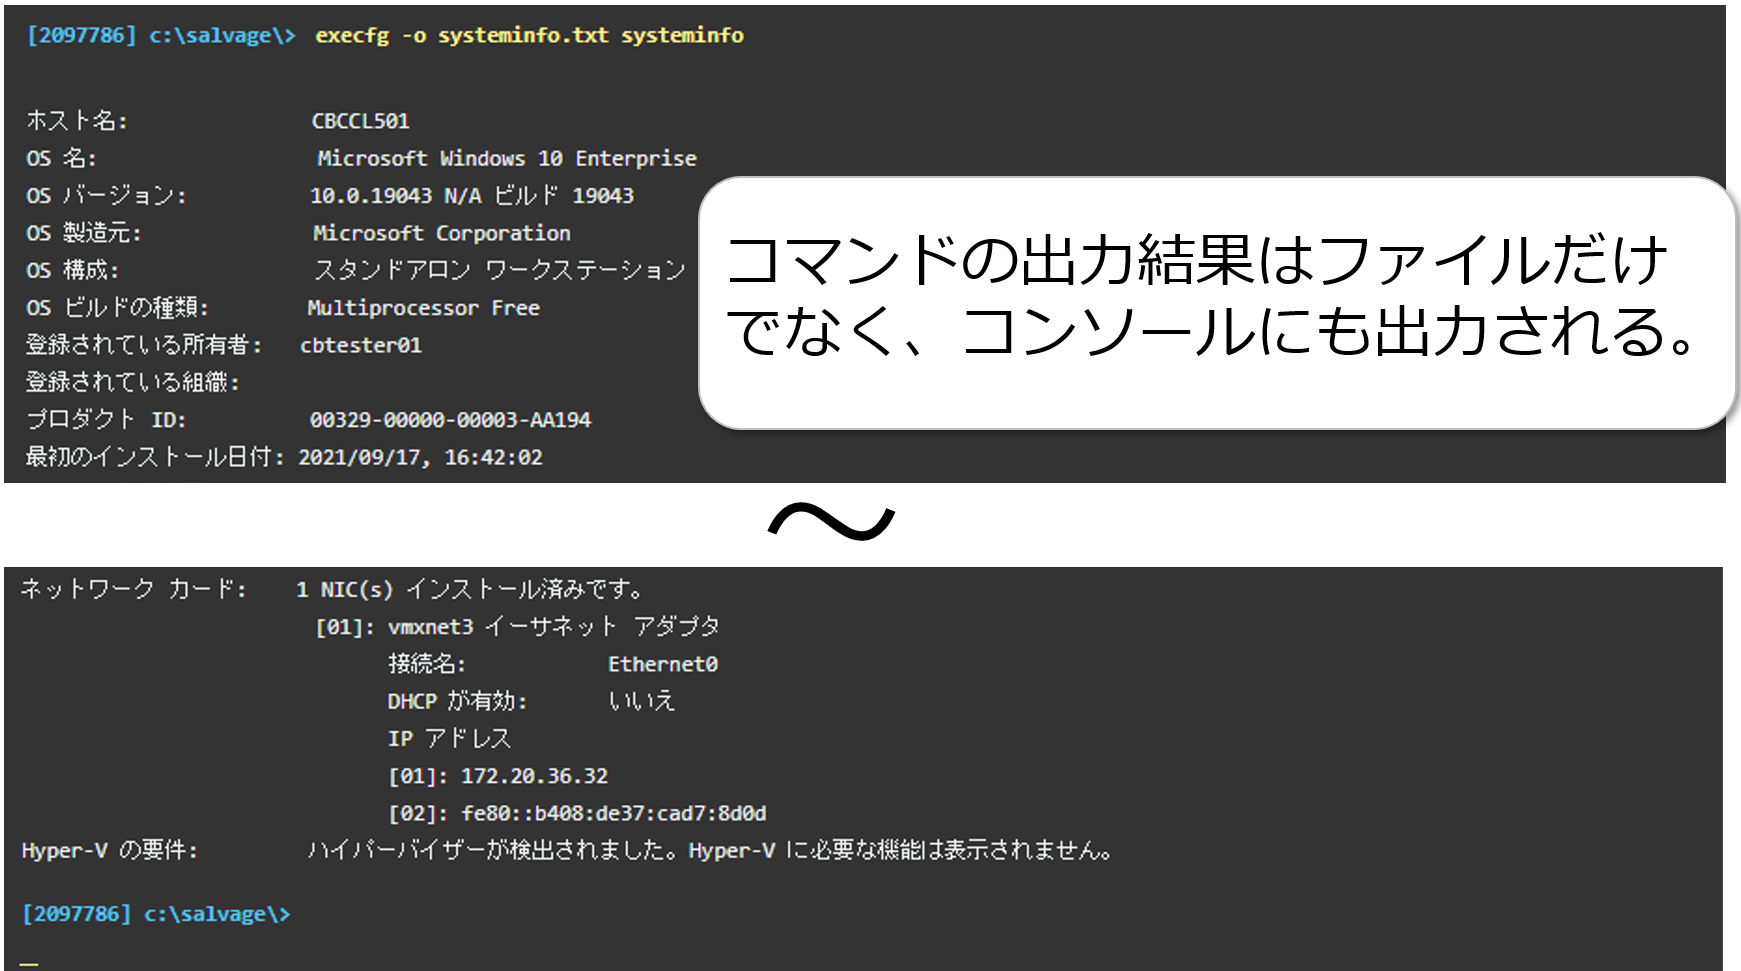 [2097786] c:\salvage\> execfg -o systeminfo.txt systeminfo
ホスト名: CBCCL501
OS 名: Microsoft Windows 10 Enterprise
OS バージョン: 10.0.19043 N/A ビルド 19043
OS 製造元: Microsoft Corporation
OS 構成: スタンドアロン ワークステーション
OS ビルドの種類: Multiprocessor Free
登録されている所有者: cbtester01
登録されている組織:
プロダクト ID: 00329-00000-00003-AA194
最初のインストール日付: 2021/09/17, 16:42:02
コマンドの出力結果はファイルだけ
でなく、コンソールにも出力される。
～
ネットワーク カード: 1 NIC(s) インストール済みです。
[01]: vmxnet3 イーサネット アダプタ
接続名: Ethernet0
DHCP が有効: いいえ
IP アドレス
[01]: 172.20.36.32
[02]: fe80::b408:de37:cad7:8d0d
Hyper-V の要件: ハイパーバイザーが検出されました。Hyper-V に必要な機能は表示されません。
[2097786] c:\salvage\>